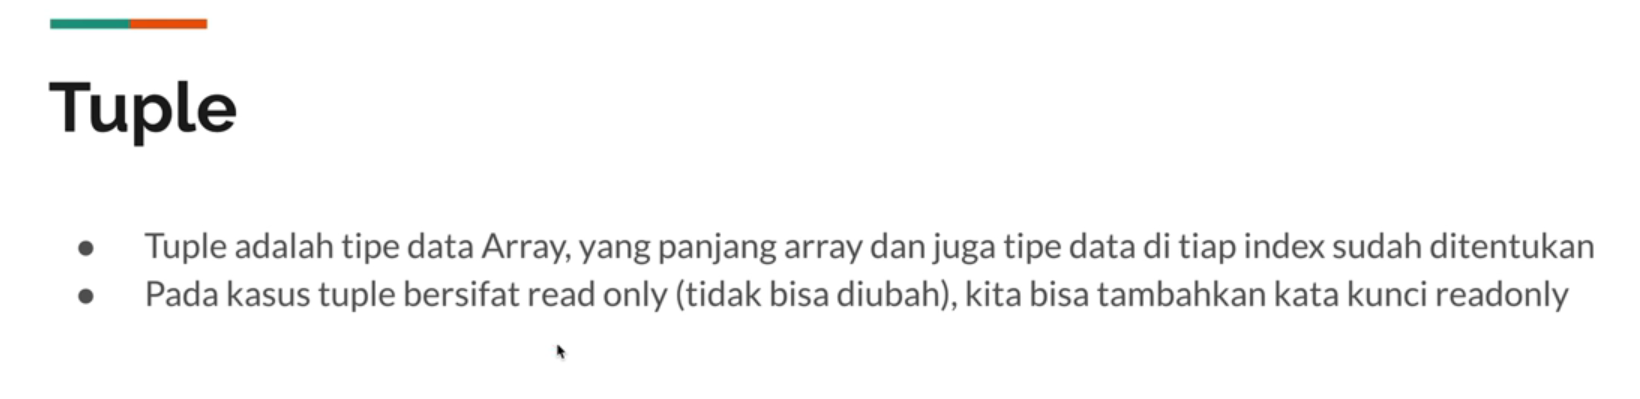 Tuple
● Tuple adalah tipe data Array, yang panjang array dan juga tipe data di tiap index sudah ditentukan
● Pada kasus tuple bersifat read only (tidak bisa diubah), kita bisa tambahkan kata kunci readonly